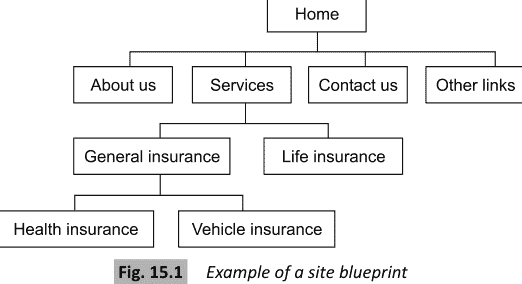 Home
About us Services Contact us Other links
General insurance Life insurance
Health insurance Vehicle insurance
Fig. 15.1 Example of a site blueprint